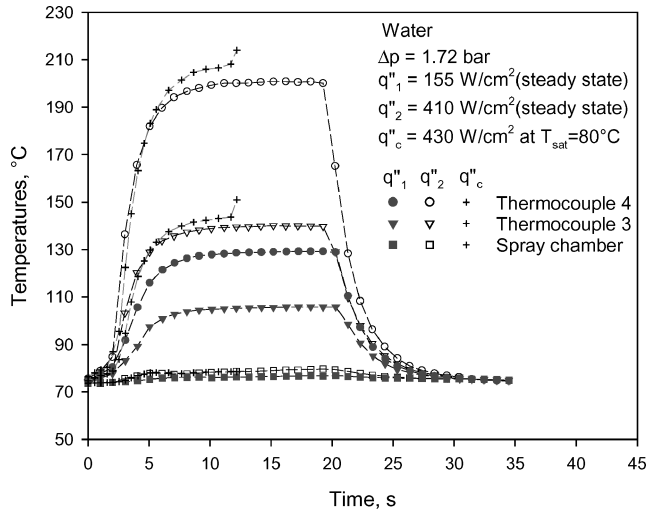 230
210
190
170
150
130
110
90
70
50
Temperatures, °C
0
5
10
15
20
25
30
35
40
45
Time, s
Water
Δp = 1.72 bar
q"₁ = 155 W/cm²(steady state)
q"₂ = 410 W/cm²(steady state)
q"c = 430 W/cm² at Tsat=80°C
q"₁ q"₂ q"c
Thermocouple 4
Thermocouple 3
Spray chamber